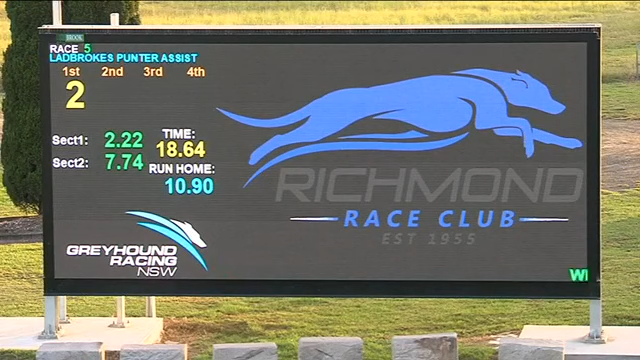 RACE 5
LADBROKES PUNTER ASSIST
1st 2nd 3rd 4th
2
Sect1: 2.22
Sect2: 7.74
TIME:
18.64
RUN HOME:
10.90
RICHMOND
RACE CLUB
EST 1955
GREYHOUND
RACING
NSW